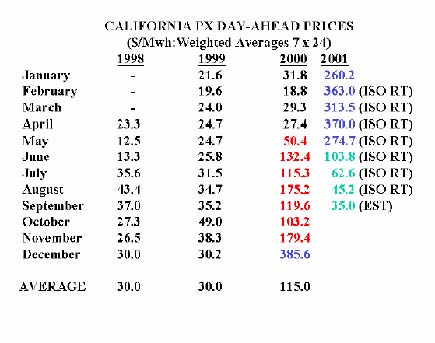 CALIFORNIA PX DAY-AHEAD PRICES
($/Mwh:Weighted Averages 7 x 24)
1998 1999 2000 2001
January - 21.6 31.8 260.2
February - 19.6 18.8 363.0 (ISO RT)
March - 24.0 29.3 313.5 (ISO RT)
April 23.3 24.7 27.4 370.0 (ISO RT)
May 12.5 24.7 50.4 274.7 (ISO RT)
June 13.3 25.8 132.4 103.8 (ISO RT)
July 35.6 31.5 115.3 62.6 (ISO RT)
August 43.4 34.7 175.2 45.2 (ISO RT)
September 37.0 35.2 119.6 35.0 (EST)
October 27.3 49.0 103.2
November 26.5 38.3 179.4
December 30.0 30.2 385.6
AVERAGE 30.0 30.0 115.0